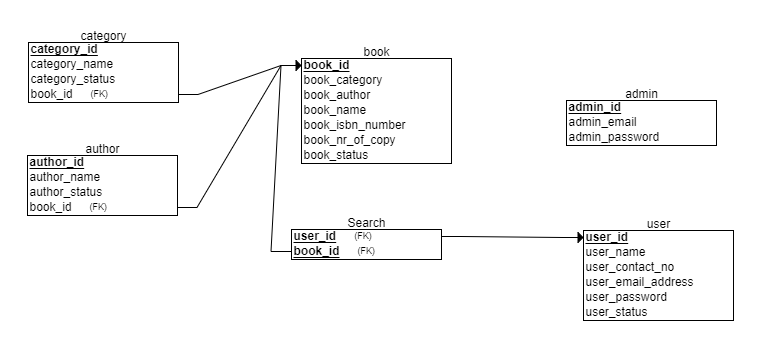 category
category_id
category_name
category_status
book_id (FK)
book
book_id
book_category
book_author
book_name
book_isbn_number
book_nr_of_copy
book_status
admin
admin_id
admin_email
admin_password
author
author_id
author_name
author_status
book_id (FK)
Search
user_id (FK)
book_id (FK)
user
user_id
user_name
user_contact_no
user_email_address
user_password
user_status